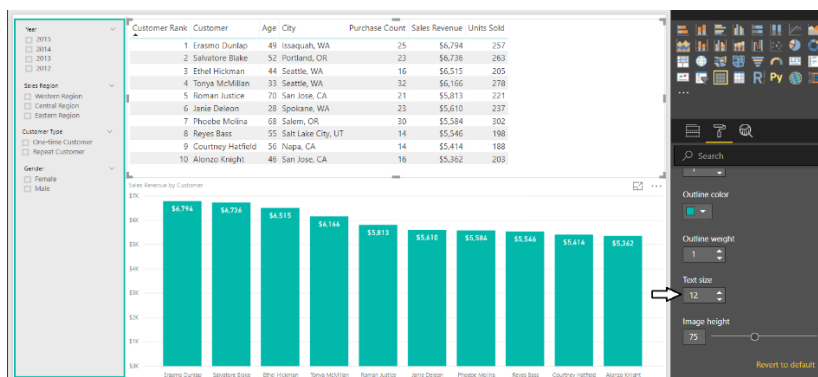 Year
2015
2014
2013
2012
Sales Region
Western Region
Central Region
Eastern Region
Customer Type
One-time Customer
Repeat Customer
Gender
Female
Male
Customer Rank Customer Age City Purchase Count Sales Revenue Units Sold
1 Erasmo Dunlap 49 Issaquah, WA 25 $6,794 257
2 Salvatore Blake 52 Portland, OR 23 $6,736 263
3 Ethel Hickman 44 Seattle, WA 16 $6,515 205
4 Tonya McMillan 33 Seattle, WA 32 $6,166 278
5 Roman Justice 70 San Jose, CA 21 $5,813 221
6 Janie Deleon 28 Spokane, WA 23 $5,610 237
7 Phoebe Molina 68 Salem, OR 30 $5,584 302
8 Reyes Bass 55 Salt Lake City, UT 14 $5,546 198
9 Courtney Hatfield 56 Napa, CA 14 $5,414 188
10 Alonzo Knight 46 San Jose, CA 16 $5,362 203
Sales Revenue by Customer
$7K
$6K
$5K
$4K
$3K
$2K
$1K
$0K
$6,794 $6,736 $6,515 $6,166 $5,813 $5,610 $5,584 $5,546 $5,414 $5,362
Erasmo Dunlap Salvatore Blake Ethel Hickman Tonya McMillan Roman Justice Janie Deleon Phoebe Molina Reyes Bass Courtney Hatfield Alonzo Knight
R Py
Search
1
Outline color
Outline weight
1
Text size
12
Image height
75
Revert to default